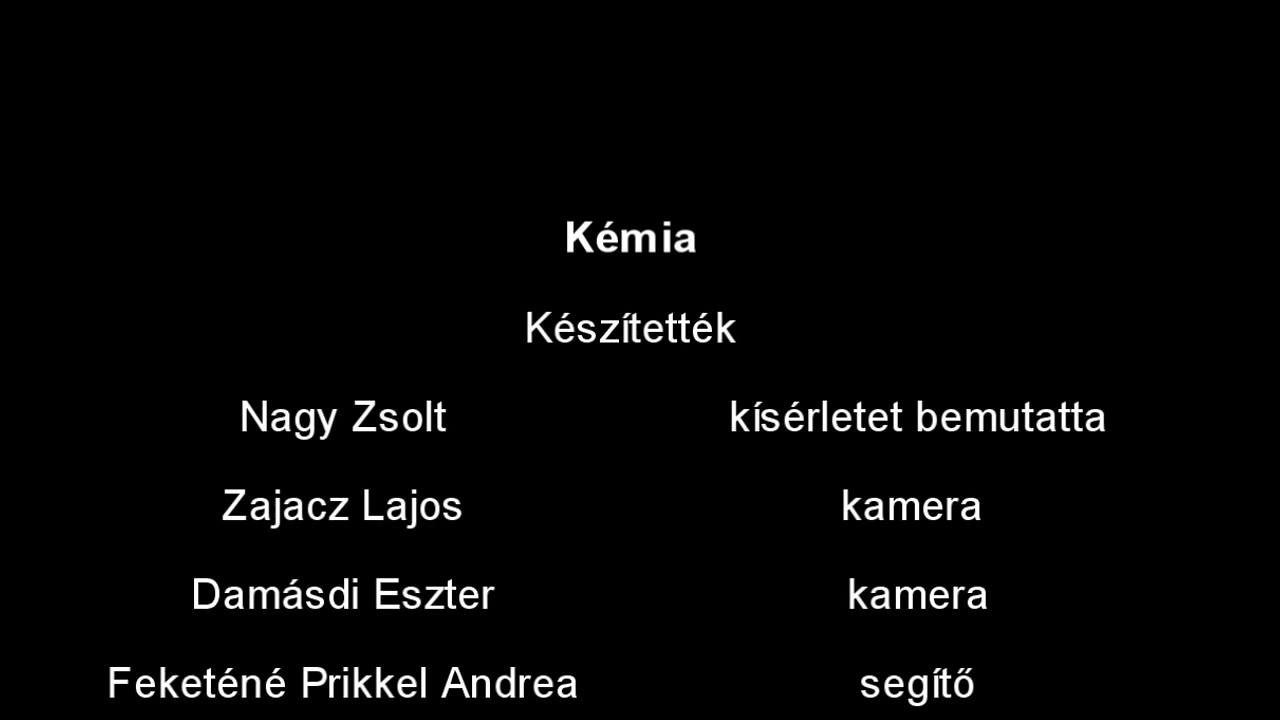 Kémia
Készítették
Nagy Zsolt kísérletet bemutatta
Zajacz Lajos kamera
Damásdi Eszter kamera
Feketéné Prikkel Andrea segítő